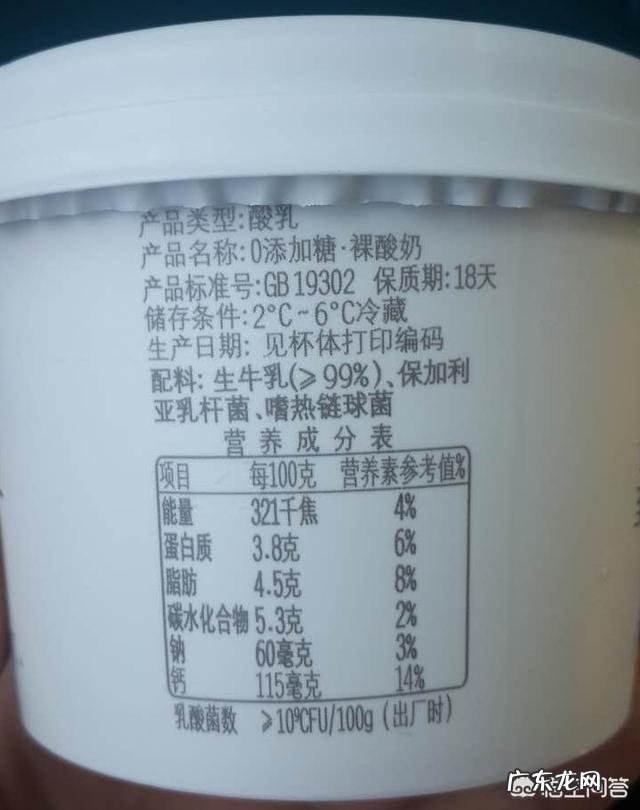 产品类型:酸乳
产品名称:0添加糖·裸酸奶
产品标准号:GB 19302 保质期:18天
储存条件:2°C~6°C冷藏
生产日期: 见杯体打印编码
配料: 生牛乳(≥99%)、保加利
亚乳杆菌、嗜热链球菌
营养成分表
项目 每100克 营养素参考值%
能量 321千焦 4%
蛋白质 3.8克 6%
脂肪 4.5克 8%
碳水化合物 5.3克 2%
钠 60毫克 3%
钙 115毫克 14%
乳酸菌数 ≥10⁹CFU/100g (出厂时)
广东龙网